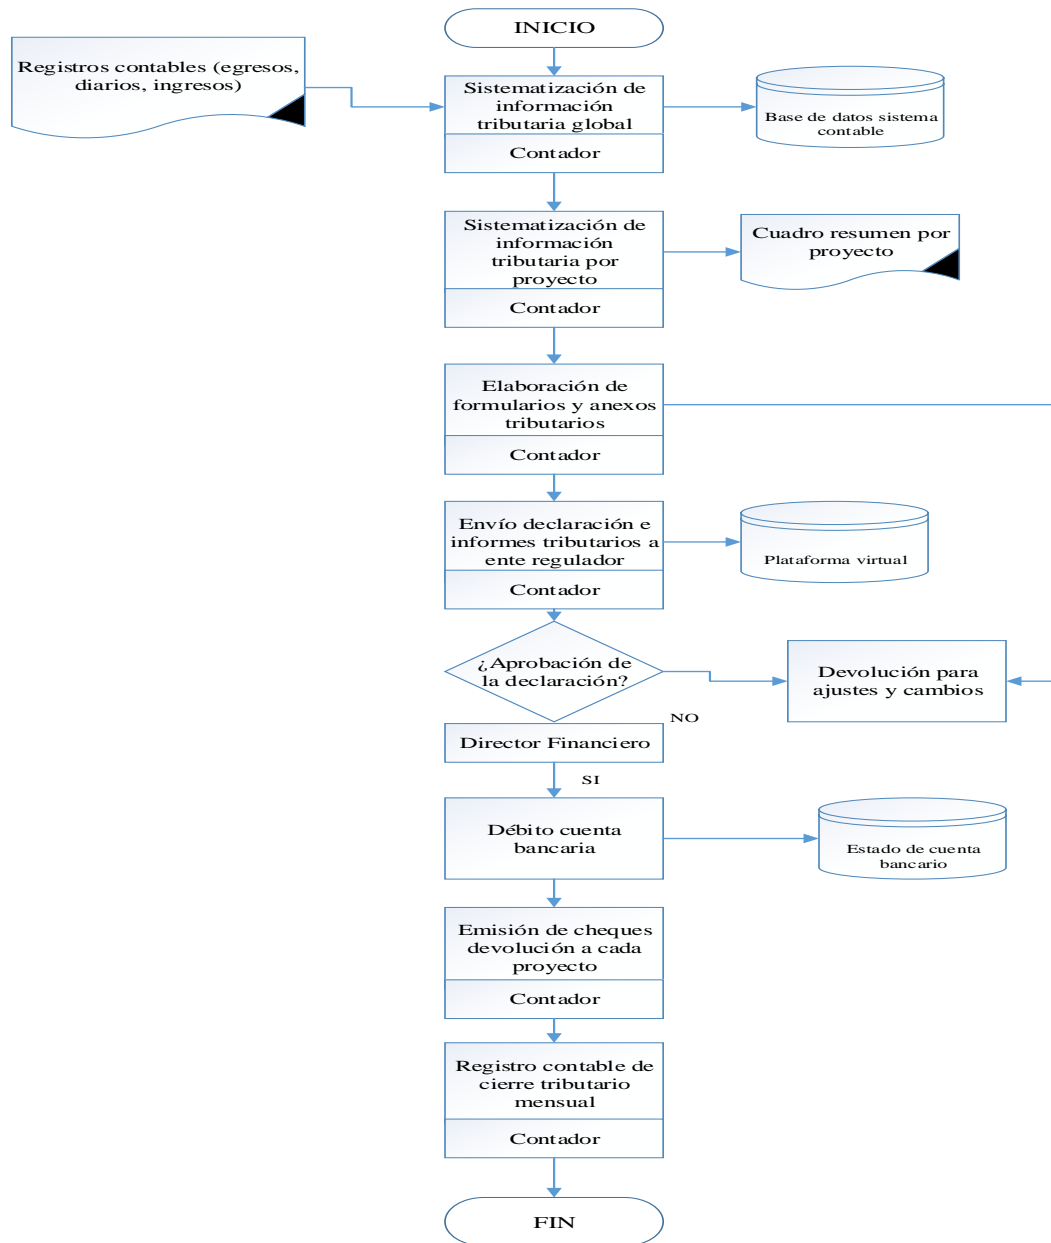 INICIO
Registros contables (egresos,
diarios, ingresos)
Sistematización de
información
tributaria global
Contador
Base de datos sistema
contable
Sistematización de
información
tributaria por
proyecto
Contador
Cuadro resumen por
proyecto
Elaboración de
formularios y anexos
tributarios
Contador
Envío declaración e
informes tributarios a
ente regulador
Contador
Plataforma virtual
¿Aprobación de
la declaración?
Devolución para
ajustes y cambios
NO
Director Financiero
SI
Débito cuenta
bancaria
Estado de cuenta
bancario
Emisión de cheques
devolución a cada
proyecto
Contador
Registro contable de
cierre tributario
mensual
Contador
FIN